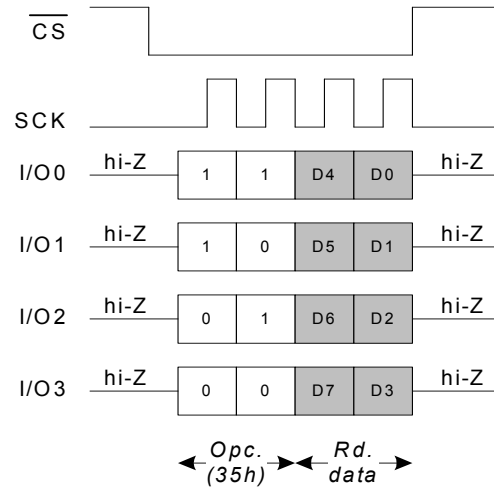 CS
SCK
I/O0 hi-Z 1 1 D4 D0 hi-Z
I/O1 hi-Z 1 0 D5 D1 hi-Z
I/O2 hi-Z 0 1 D6 D2 hi-Z
I/O3 hi-Z 0 0 D7 D3 hi-Z
Opc. Rd.
(35h) data